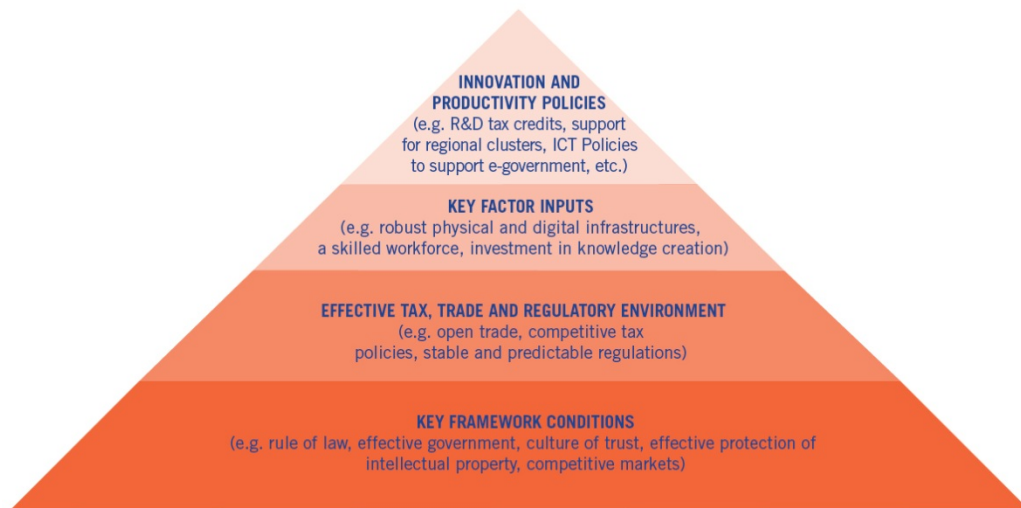 INNOVATION AND
PRODUCTIVITY POLICIES
(e.g. R&D tax credits, support
for regional clusters, ICT Policies
to support e-government, etc.)
KEY FACTOR INPUTS
(e.g. robust physical and digital infrastructures,
a skilled workforce, investment in knowledge creation)
EFFECTIVE TAX, TRADE AND REGULATORY ENVIRONMENT
(e.g. open trade, competitive tax
policies, stable and predictable regulations)
KEY FRAMEWORK CONDITIONS
(e.g. rule of law, effective government, culture of trust, effective protection of
intellectual property, competitive markets)